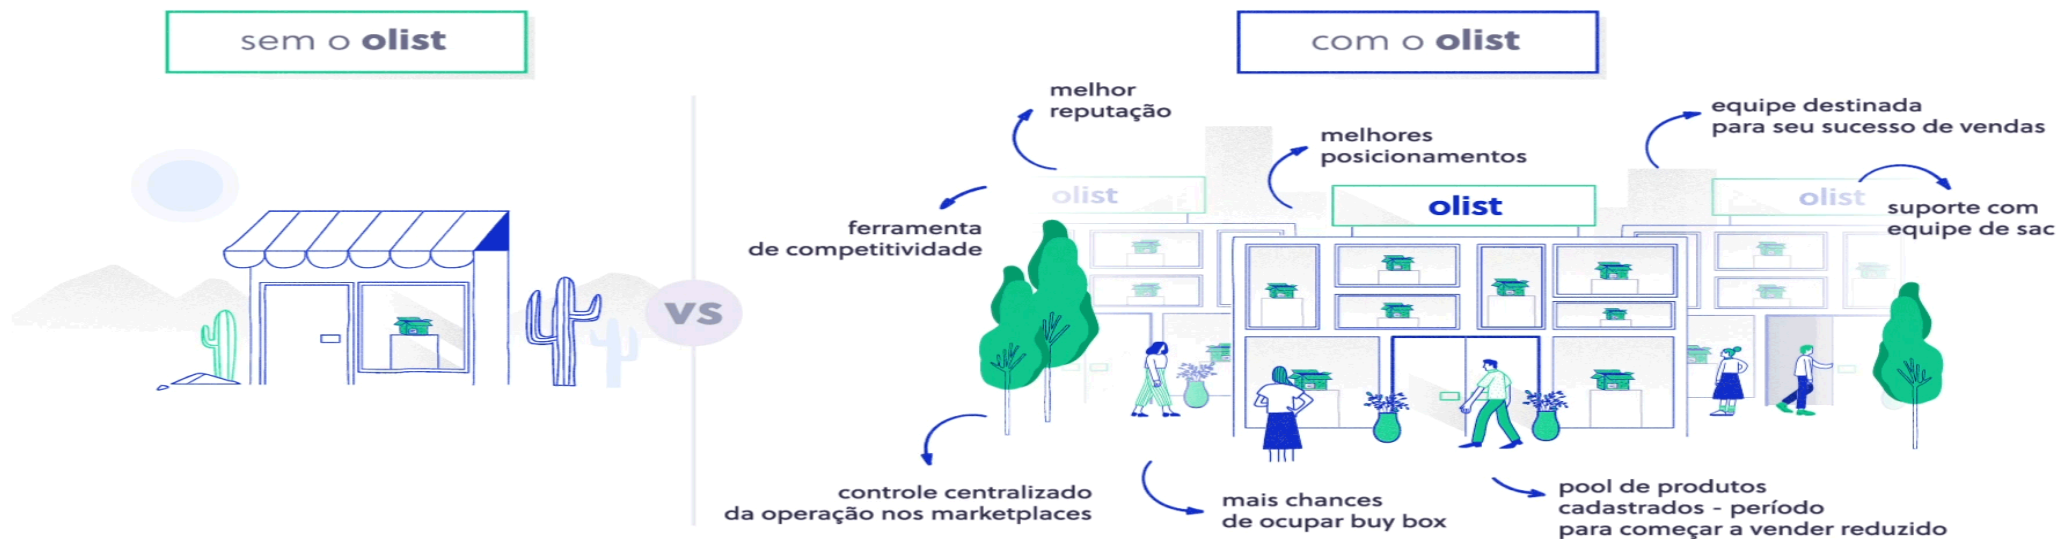 sem o olist
vs
com o olist
melhor
reputação
melhores
posicionamentos
equipe destinada
para seu sucesso de vendas
olist
olist
olist
ferramenta
de competitividade
suporte com
equipe de sac
controle centralizado
da operação nos marketplaces
mais chances
de ocupar buy box
pool de produtos
cadastrados - período
para começar a vender reduzido